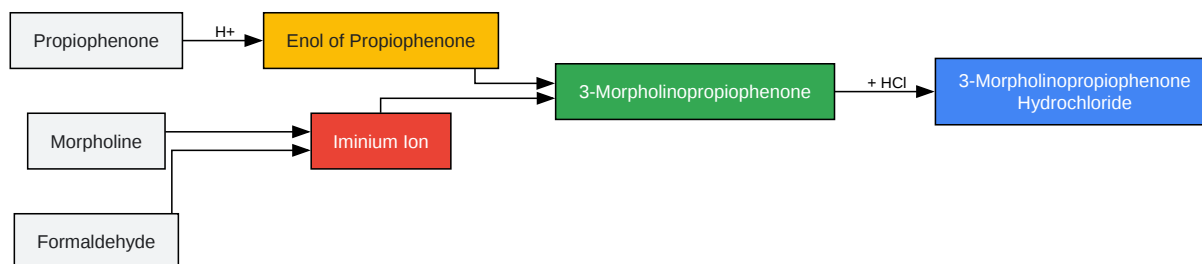 Propiophenone
H+
Enol of Propiophenone
3-Morpholinopropiophenone
+ HCl
3-Morpholinopropiophenone
Hydrochloride
Morpholine
Iminium Ion
Formaldehyde